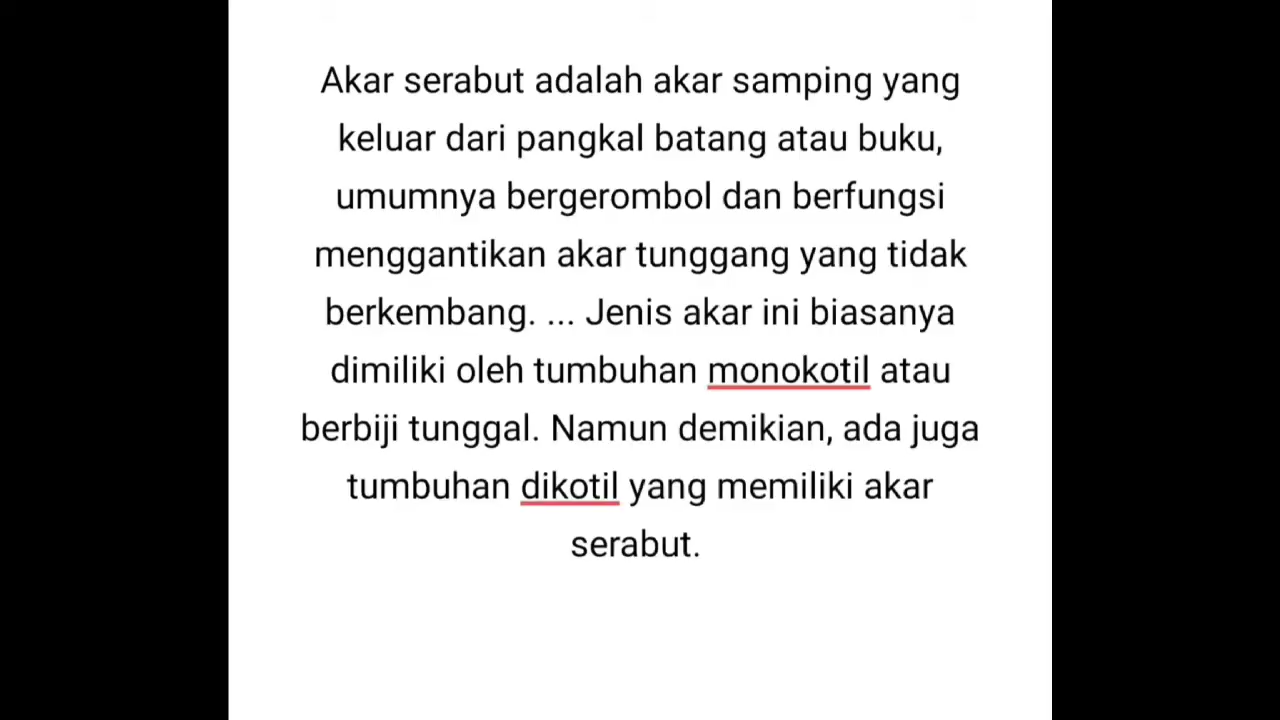 Akar serabut adalah akar samping yang
keluar dari pangkal batang atau buku,
umumnya bergerombol dan berfungsi
menggantikan akar tunggang yang tidak
berkembang. ... Jenis akar ini biasanya
dimiliki oleh tumbuhan monokotil atau
berbiji tunggal. Namun demikian, ada juga
tumbuhan dikotil yang memiliki akar
serabut.